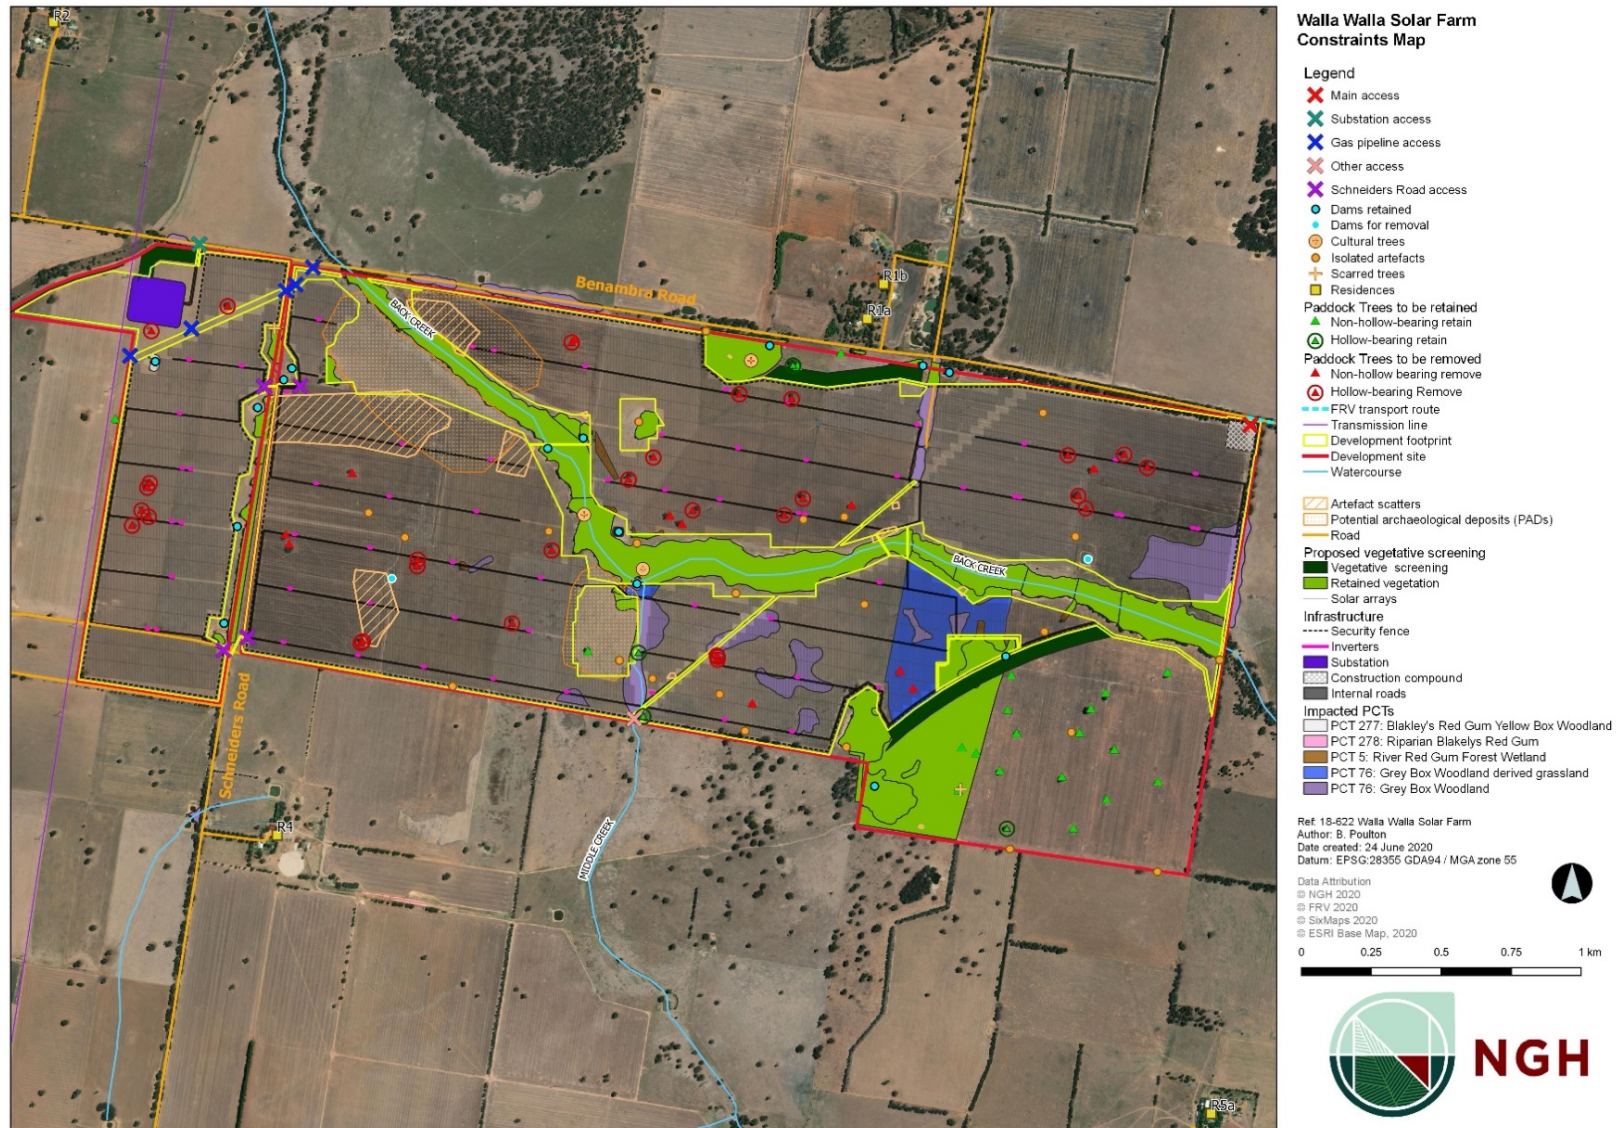 Walla Walla Solar Farm
Constraints Map
Legend
Main access
Substation access
Gas pipeline access
Other access
Schneiders Road access
Dams retained
Dams for removal
Cultural trees
Isolated artefacts
Scarred trees
Residences
Paddock Trees to be retained
Non-hollow-bearing retain
Hollow-bearing retain
Paddock Trees to be removed
Non-hollow bearing remove
Hollow-bearing Remove
FRV transport route
Transmission line
Development footprint
Development site
Watercourse
Artefact scatters
Potential archaeological deposits (PADs)
Road
Proposed vegetative screening
Vegetative screening
Retained vegetation
Solar arrays
Infrastructure
Security fence
Inverters
Substation
Construction compound
Internal roads
Impacted PCTs
PCT 277: Blakley's Red Gum Yellow Box Woodland
PCT 278: Riparian Blakelys Red Gum
PCT 5: River Red Gum Forest Wetland
PCT 76: Grey Box Woodland derived grassland
PCT 76: Grey Box Woodland
Ref: 18-622 Walla Walla Solar Farm
Author: B. Poulton
Date created: 24 June 2020
Datum: EPSG:28355 GDA94 / MGA zone 55
Data Attribution
© NGH 2020
© FRV 2020
© SixMaps 2020
© ESRI Base Map, 2020
0 0.25 0.5 0.75 1 km
NGH
R2
Benambra Road
R1b
R1a
BACK CREEK
BACK CREEK
Schneiders Road
R4
MIDDLE CREEK
R5a